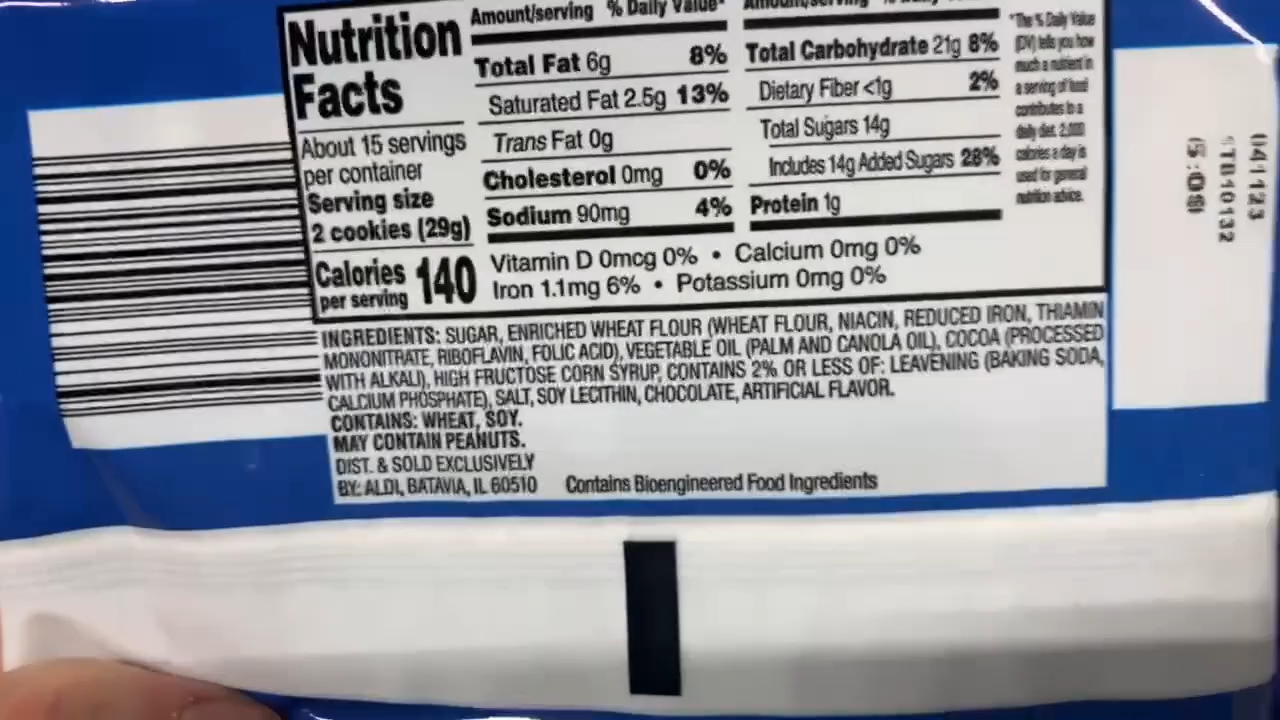 Nutrition
Facts
About 15 servings
per container
Serving size
2 cookies (29g)
Calories 140
per serving
Amount/serving % Daily Value*
Total Fat 6g 8%
Saturated Fat 2.5g 13%
Trans Fat 0g
Cholesterol 0mg 0%
Sodium 90mg 4%
Amount/serving
Total Carbohydrate 21g 8%
Dietary Fiber <1g 2%
Total Sugars 14g
Includes 14g Added Sugars 28%
Protein 1g
*The % Daily Value
(DV) tells you how
much a nutrient in
a serving of food
contributes to a
daily diet. 2,000
calories a day is
used for general
nutrition advice.
Vitamin D 0mcg 0% • Calcium 0mg 0%
Iron 1.1mg 6% • Potassium 0mg 0%
INGREDIENTS: SUGAR, ENRICHED WHEAT FLOUR (WHEAT FLOUR, NIACIN, REDUCED IRON, THIAMIN
MONONITRATE, RIBOFLAVIN, FOLIC ACID), VEGETABLE OIL (PALM AND CANOLA OIL), COCOA (PROCESSED
WITH ALKALI), HIGH FRUCTOSE CORN SYRUP, CONTAINS 2% OR LESS OF: LEAVENING (BAKING SODA,
CALCIUM PHOSPHATE), SALT, SOY LECITHIN, CHOCOLATE, ARTIFICIAL FLAVOR.
CONTAINS: WHEAT, SOY.
MAY CONTAIN PEANUTS.
DIST. & SOLD EXCLUSIVELY
BY: ALDI, BATAVIA, IL 60510 Contains Bioengineered Food Ingredients
041123